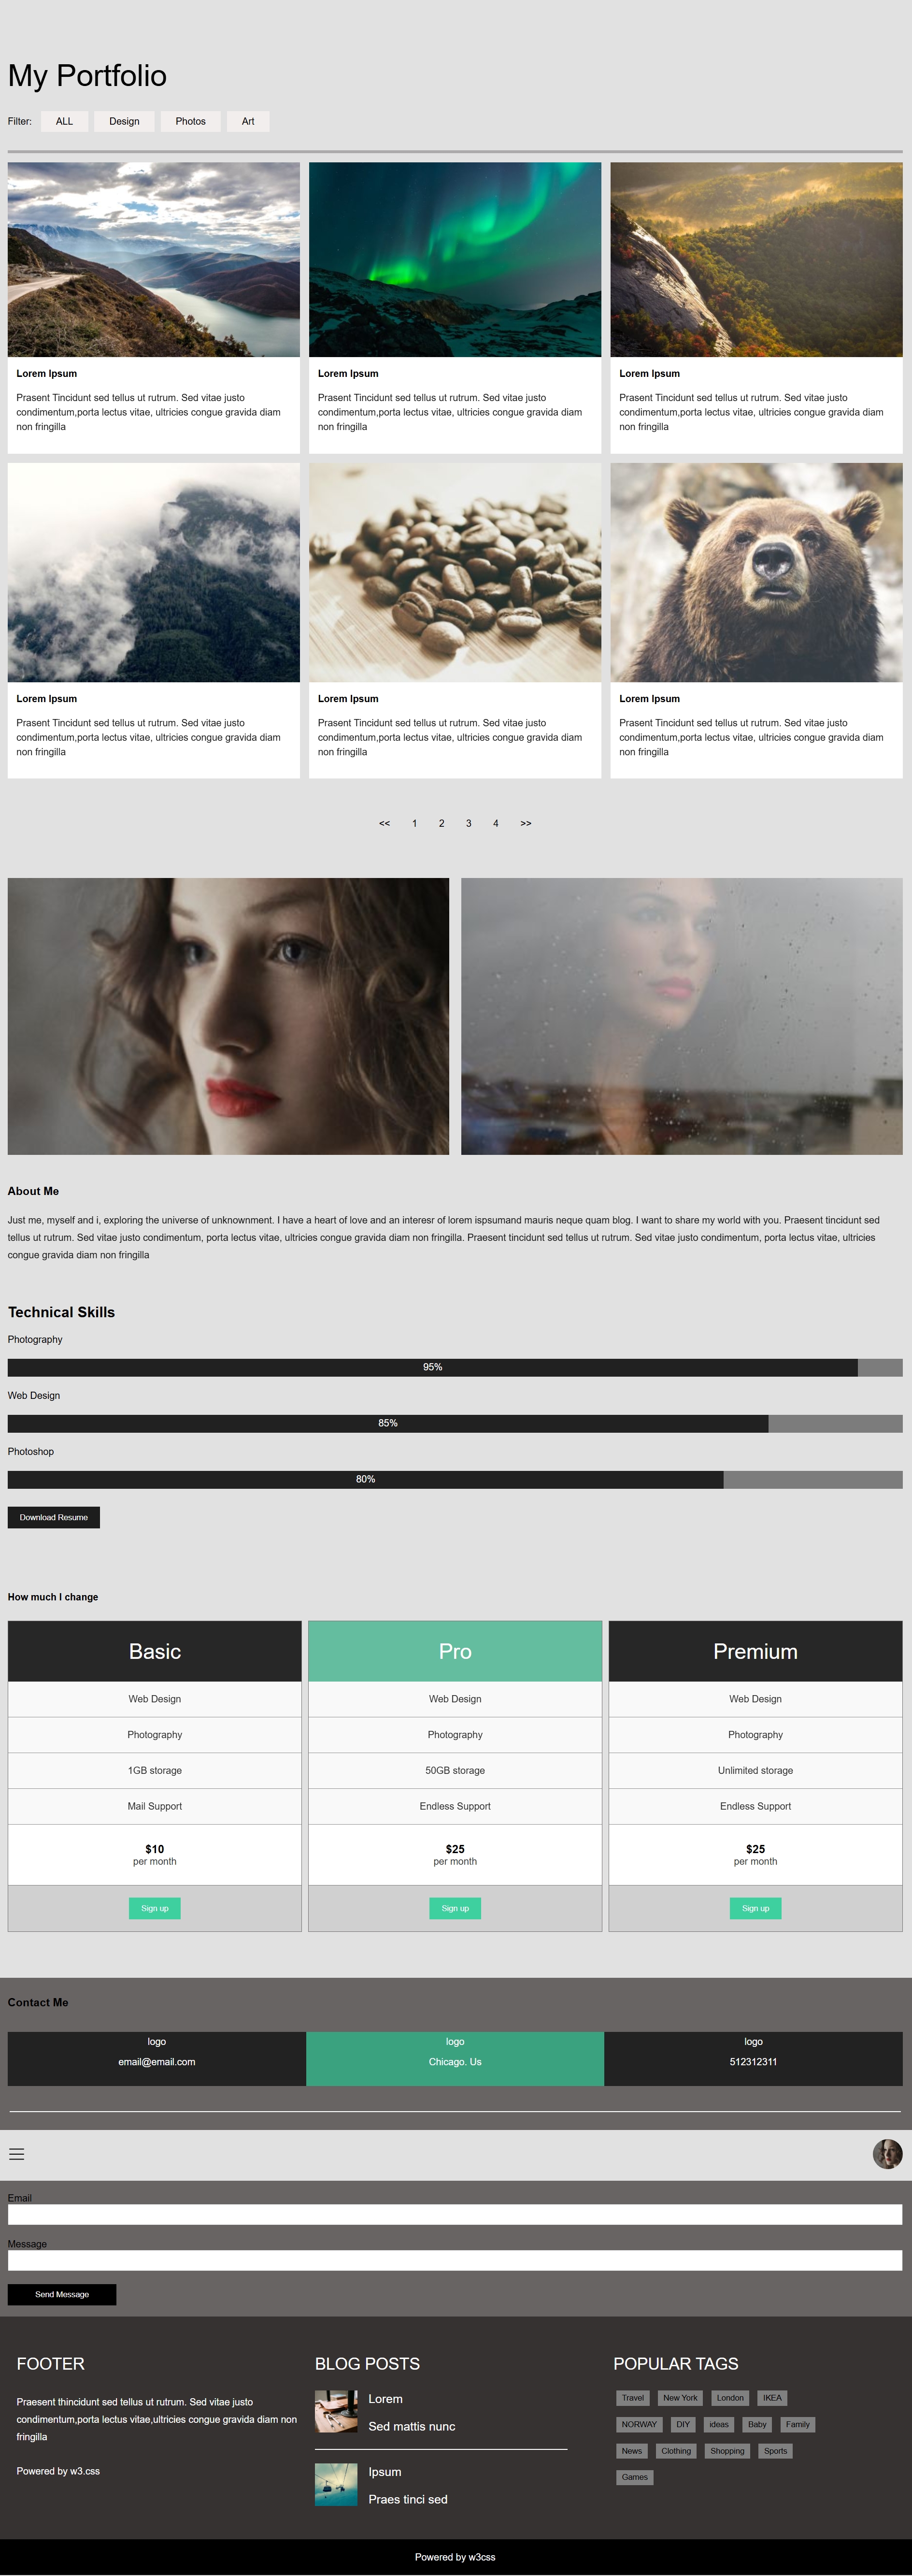 My Portfolio
Filter: ALL Design Photos Art
Lorem Ipsum
Prasent Tincidunt sed tellus ut rutrum. Sed vitae justo
condimentum,porta lectus vitae, ultricies congue gravida diam
non fringilla
Lorem Ipsum
Prasent Tincidunt sed tellus ut rutrum. Sed vitae justo
condimentum,porta lectus vitae, ultricies congue gravida diam
non fringilla
Lorem Ipsum
Prasent Tincidunt sed tellus ut rutrum. Sed vitae justo
condimentum,porta lectus vitae, ultricies congue gravida diam
non fringilla
Lorem Ipsum
Prasent Tincidunt sed tellus ut rutrum. Sed vitae justo
condimentum,porta lectus vitae, ultricies congue gravida diam
non fringilla
Lorem Ipsum
Prasent Tincidunt sed tellus ut rutrum. Sed vitae justo
condimentum,porta lectus vitae, ultricies congue gravida diam
non fringilla
Lorem Ipsum
Prasent Tincidunt sed tellus ut rutrum. Sed vitae justo
condimentum,porta lectus vitae, ultricies congue gravida diam
non fringilla
<< 1 2 3 4 >>
About Me
Just me, myself and i, exploring the universe of unknownment. I have a heart of love and an interesr of lorem ispsumand mauris neque quam blog. I want to share my world with you. Praesent tincidunt sed
tellus ut rutrum. Sed vitae justo condimentum, porta lectus vitae, ultricies congue gravida diam non fringilla. Praesent tincidunt sed tellus ut rutrum. Sed vitae justo condimentum, porta lectus vitae, ultricies
congue gravida diam non fringilla
Technical Skills
Photography
95%
Web Design
85%
Photoshop
80%
Download Resume
How much I change
Basic
Web Design
Photography
1GB storage
Mail Support
$10
per month
Sign up
Pro
Web Design
Photography
50GB storage
Endless Support
$25
per month
Sign up
Premium
Web Design
Photography
Unlimited storage
Endless Support
$25
per month
Sign up
Contact Me
logo
email@email.com
logo
Chicago. Us
logo
512312311
Email
Message
Send Message
FOOTER
Praesent thincidunt sed tellus ut rutrum. Sed vitae justo
condimentum,porta lectus vitae,ultricies congue gravida diam non
fringilla
Powered by w3.css
BLOG POSTS
Lorem
Sed mattis nunc
Ipsum
Praes tinci sed
POPULAR TAGS
Travel New York London IKEA
NORWAY DIY ideas Baby Family
News Clothing Shopping Sports
Games
Powered by w3css